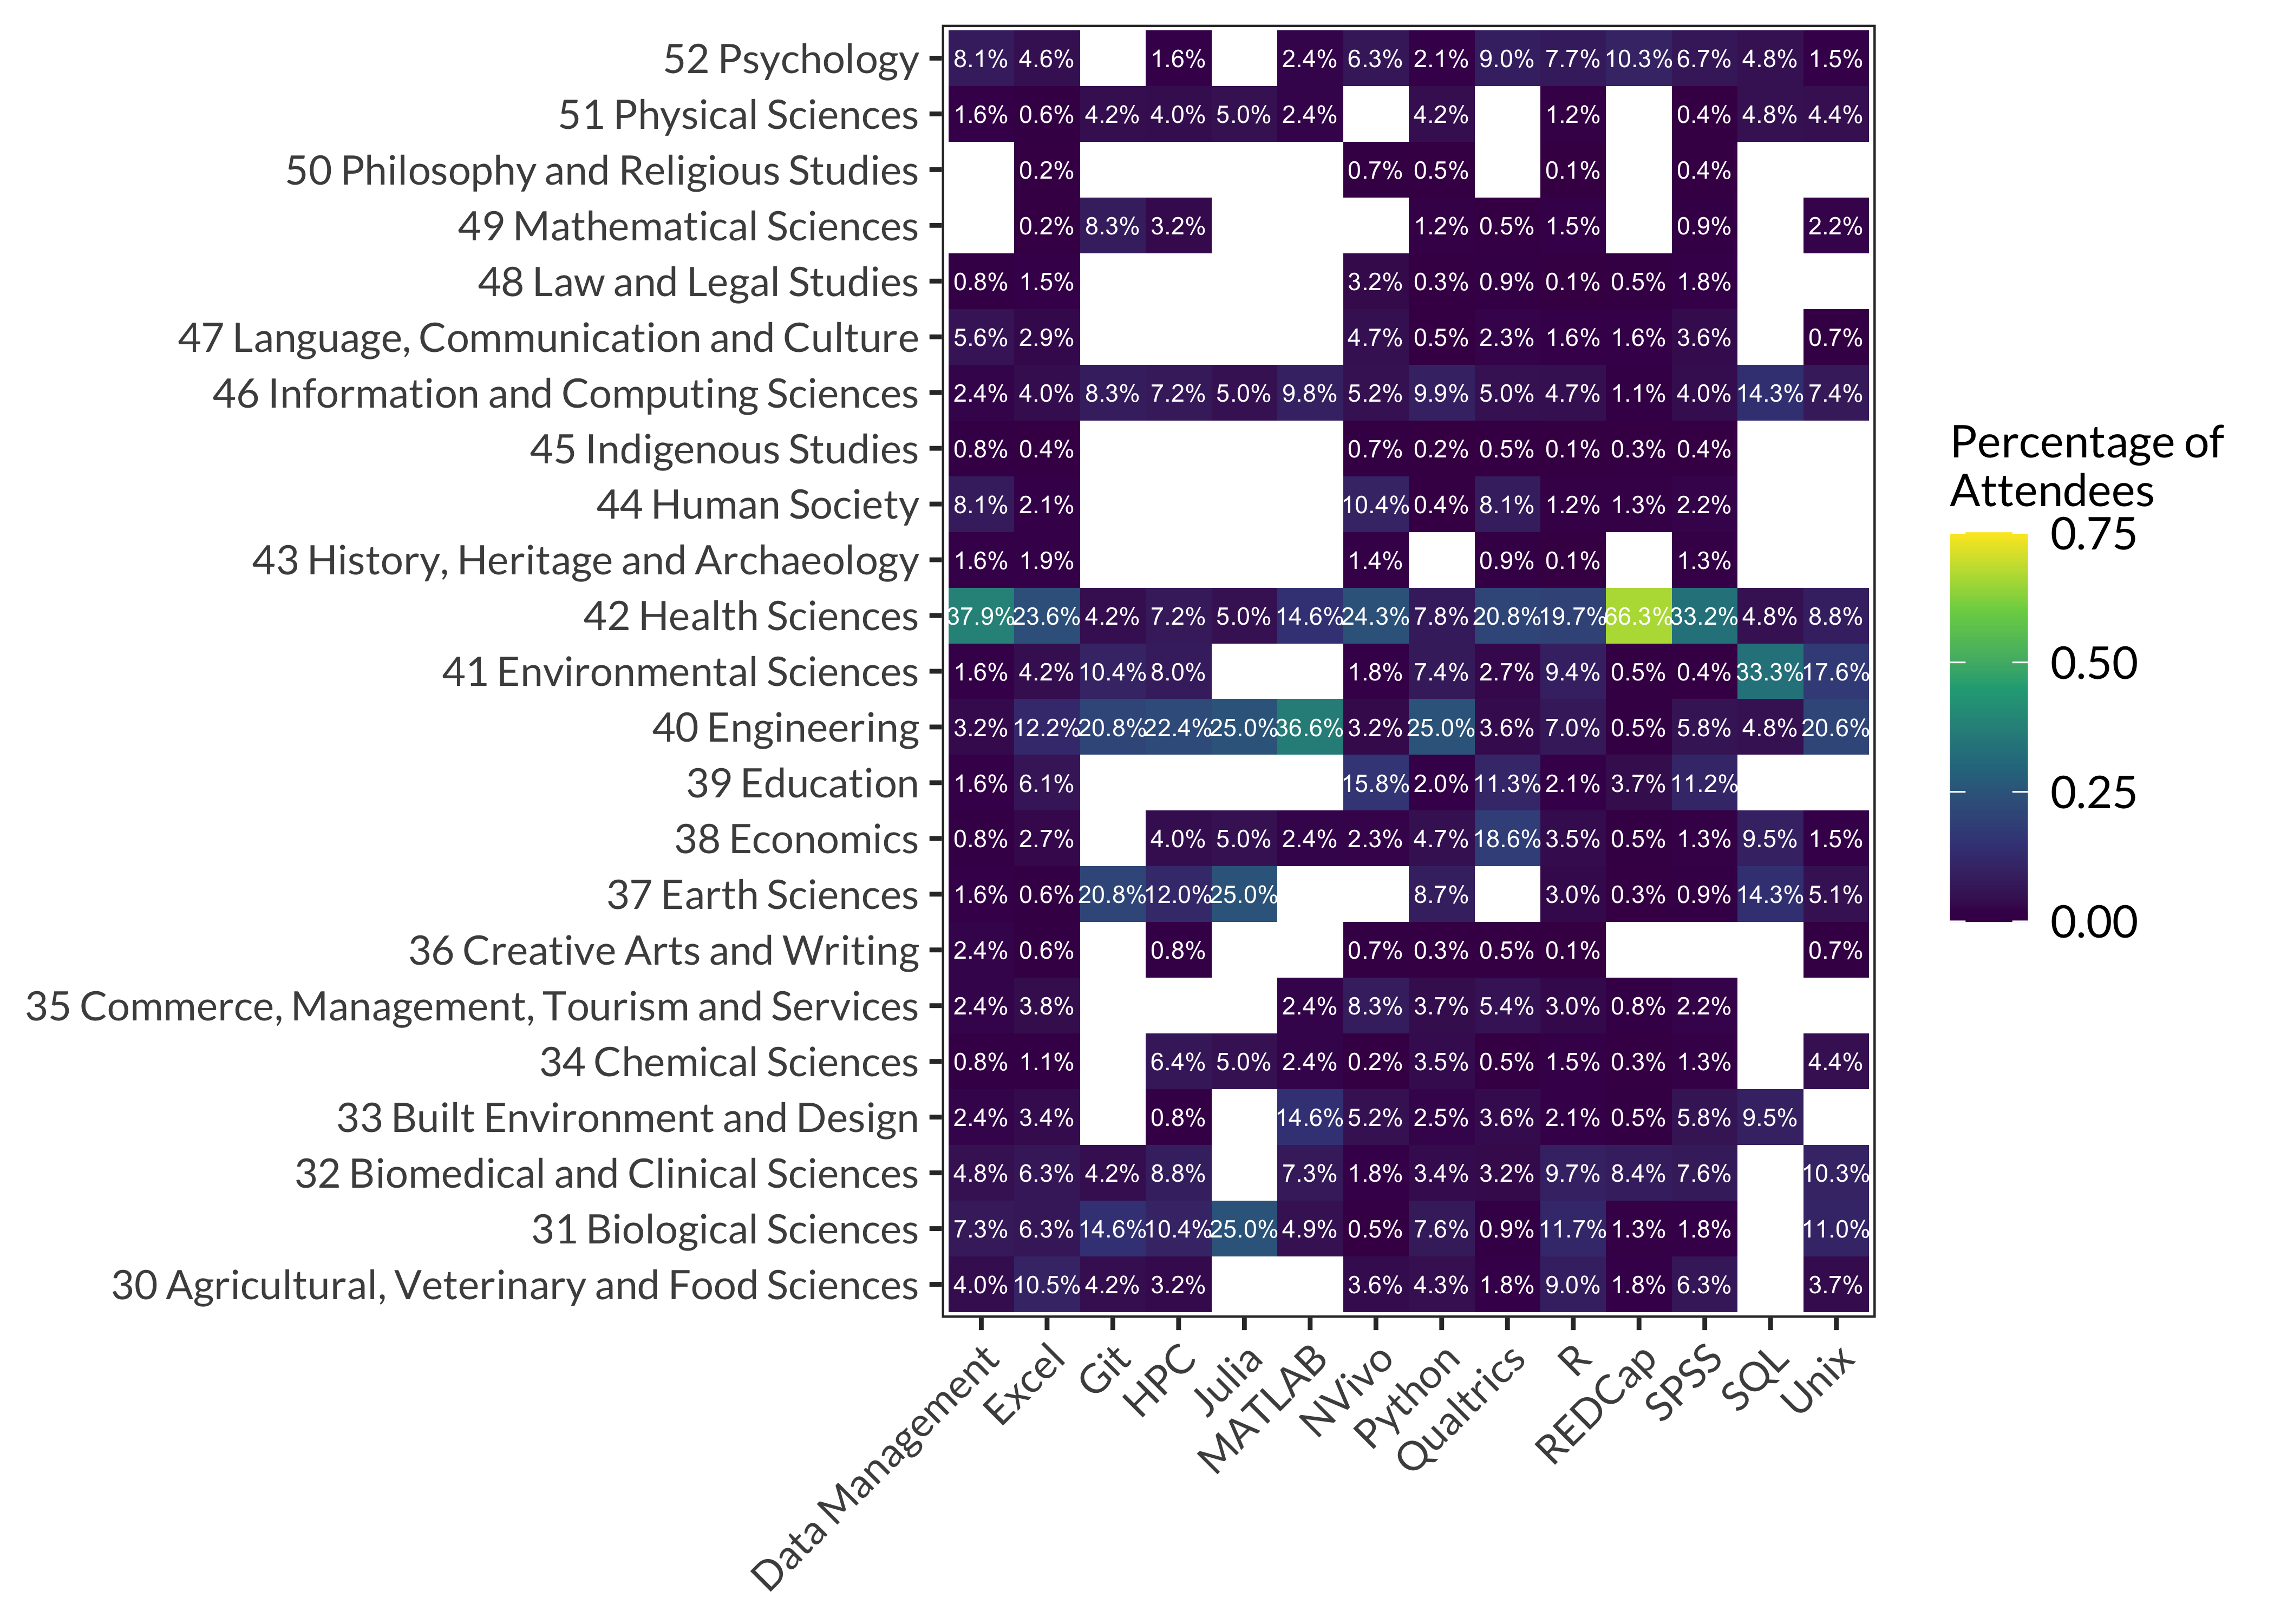 52 Psychology 8.1% 4.6% 1.6% 2.4% 6.3% 2.1% 9.0% 7.7% 10.3% 6.7% 4.8% 1.5%
51 Physical Sciences 1.6% 0.6% 4.2% 4.0% 5.0% 2.4% 4.2% 1.2% 0.4% 4.8% 4.4%
50 Philosophy and Religious Studies 0.2% 0.7% 0.5% 0.1% 0.4%
49 Mathematical Sciences 0.2% 8.3% 3.2% 1.2% 0.5% 1.5% 0.9% 2.2%
48 Law and Legal Studies 0.8% 1.5% 3.2% 0.3% 0.9% 0.1% 0.5% 1.8%
47 Language, Communication and Culture 5.6% 2.9% 4.7% 0.5% 2.3% 1.6% 1.6% 3.6% 0.7%
46 Information and Computing Sciences 2.4% 4.0% 8.3% 7.2% 5.0% 9.8% 5.2% 9.9% 5.0% 4.7% 1.1% 4.0% 14.3% 7.4%
45 Indigenous Studies 0.8% 0.4% 0.7% 0.2% 0.5% 0.1% 0.3% 0.4%
44 Human Society 8.1% 2.1% 10.4% 0.4% 8.1% 1.2% 1.3% 2.2%
43 History, Heritage and Archaeology 1.6% 1.9% 1.4% 0.9% 0.1% 1.3%
42 Health Sciences 37.9% 23.6% 4.2% 7.2% 5.0% 14.6% 24.3% 7.8% 20.8% 19.7% 66.3% 33.2% 4.8% 8.8%
41 Environmental Sciences 1.6% 4.2% 10.4% 8.0% 1.8% 7.4% 2.7% 9.4% 0.5% 0.4% 33.3% 17.6%
40 Engineering 3.2% 12.2% 20.8% 22.4% 25.0% 36.6% 3.2% 25.0% 3.6% 7.0% 0.5% 5.8% 4.8% 20.6%
39 Education 1.6% 6.1% 15.8% 2.0% 11.3% 2.1% 3.7% 11.2%
38 Economics 0.8% 2.7% 4.0% 5.0% 2.4% 2.3% 4.7% 18.6% 3.5% 0.5% 1.3% 9.5% 1.5%
37 Earth Sciences 1.6% 0.6% 20.8% 12.0% 25.0% 8.7% 3.0% 0.3% 0.9% 14.3% 5.1%
36 Creative Arts and Writing 2.4% 0.6% 0.8% 0.7% 0.3% 0.5% 0.1% 0.7%
35 Commerce, Management, Tourism and Services 2.4% 3.8% 2.4% 8.3% 3.7% 5.4% 3.0% 0.8% 2.2%
34 Chemical Sciences 0.8% 1.1% 6.4% 5.0% 2.4% 0.2% 3.5% 0.5% 1.5% 0.3% 1.3% 4.4%
33 Built Environment and Design 2.4% 3.4% 0.8% 14.6% 5.2% 2.5% 3.6% 2.1% 0.5% 5.8% 9.5%
32 Biomedical and Clinical Sciences 4.8% 6.3% 4.2% 8.8% 7.3% 1.8% 3.4% 3.2% 9.7% 8.4% 7.6% 10.3%
31 Biological Sciences 7.3% 6.3% 14.6% 10.4% 25.0% 4.9% 0.5% 7.6% 0.9% 11.7% 1.3% 1.8% 11.0%
30 Agricultural, Veterinary and Food Sciences 4.0% 10.5% 4.2% 3.2% 3.6% 4.3% 1.8% 9.0% 1.8% 6.3% 3.7%
Data Management
Excel
Git
HPC
Julia
MATLAB
NVivo
Python
Qualtrics
R
REDCap
SPSS
SQL
Unix
Percentage of
Attendees
0.75
0.50
0.25
0.00